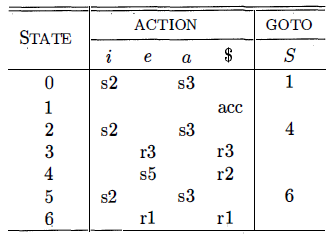 STATE ACTION GOTO
i e a $ S
0 s2 s3 1
1 acc
2 s2 s3 4
3 r3 r3
4 s5 r2
5 s2 s3 6
6 r1 r1